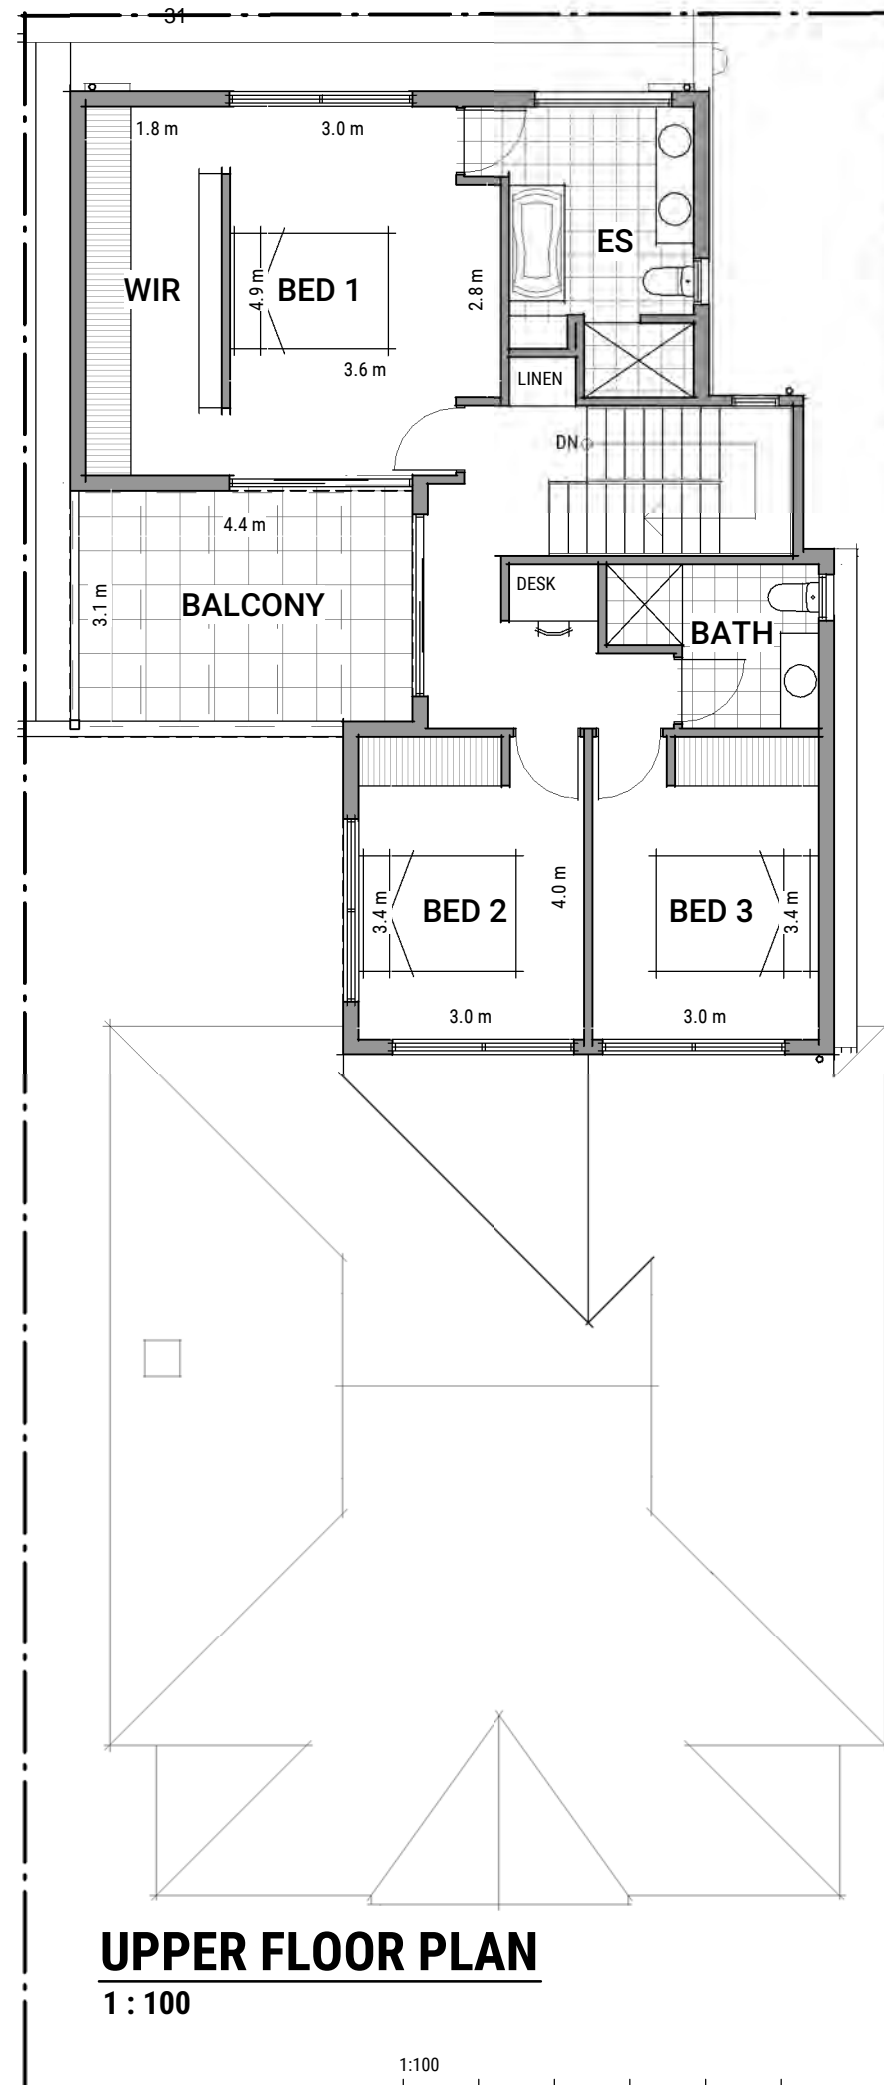 31
1.8 m
3.0 m
ES
WIR
4.9 m
BED 1
2.8 m
3.6 m
LINEN
DN
4.4 m
3.1 m
BALCONY
DESK
BATH
3.4 m
BED 2
4.0 m
BED 3
3.4 m
3.0 m
3.0 m
UPPER FLOOR PLAN
1 : 100
1:100